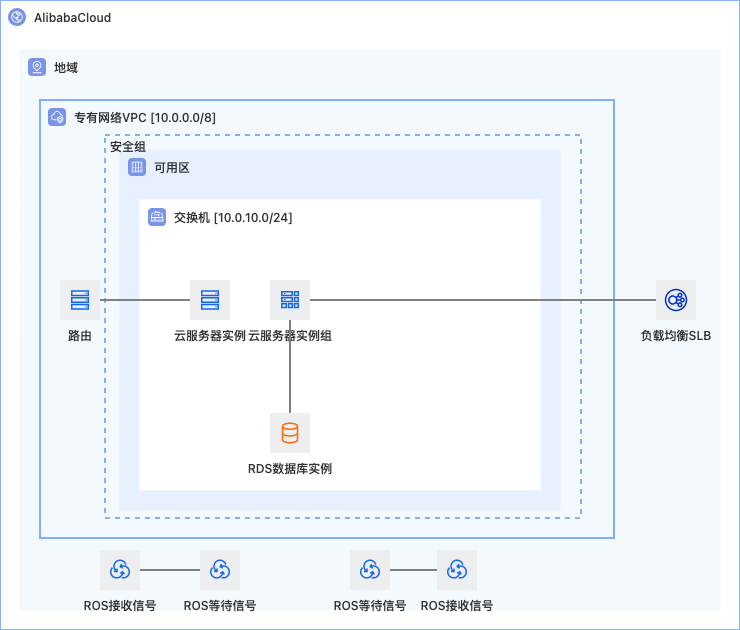 AlibabaCloud
地域
专有网络VPC [10.0.0.0/8]
安全组
可用区
交换机 [10.0.10.0/24]
路由
云服务器实例
云服务器实例组
负载均衡SLB
RDS数据库实例
ROS接收信号
ROS等待信号
ROS等待信号
ROS接收信号